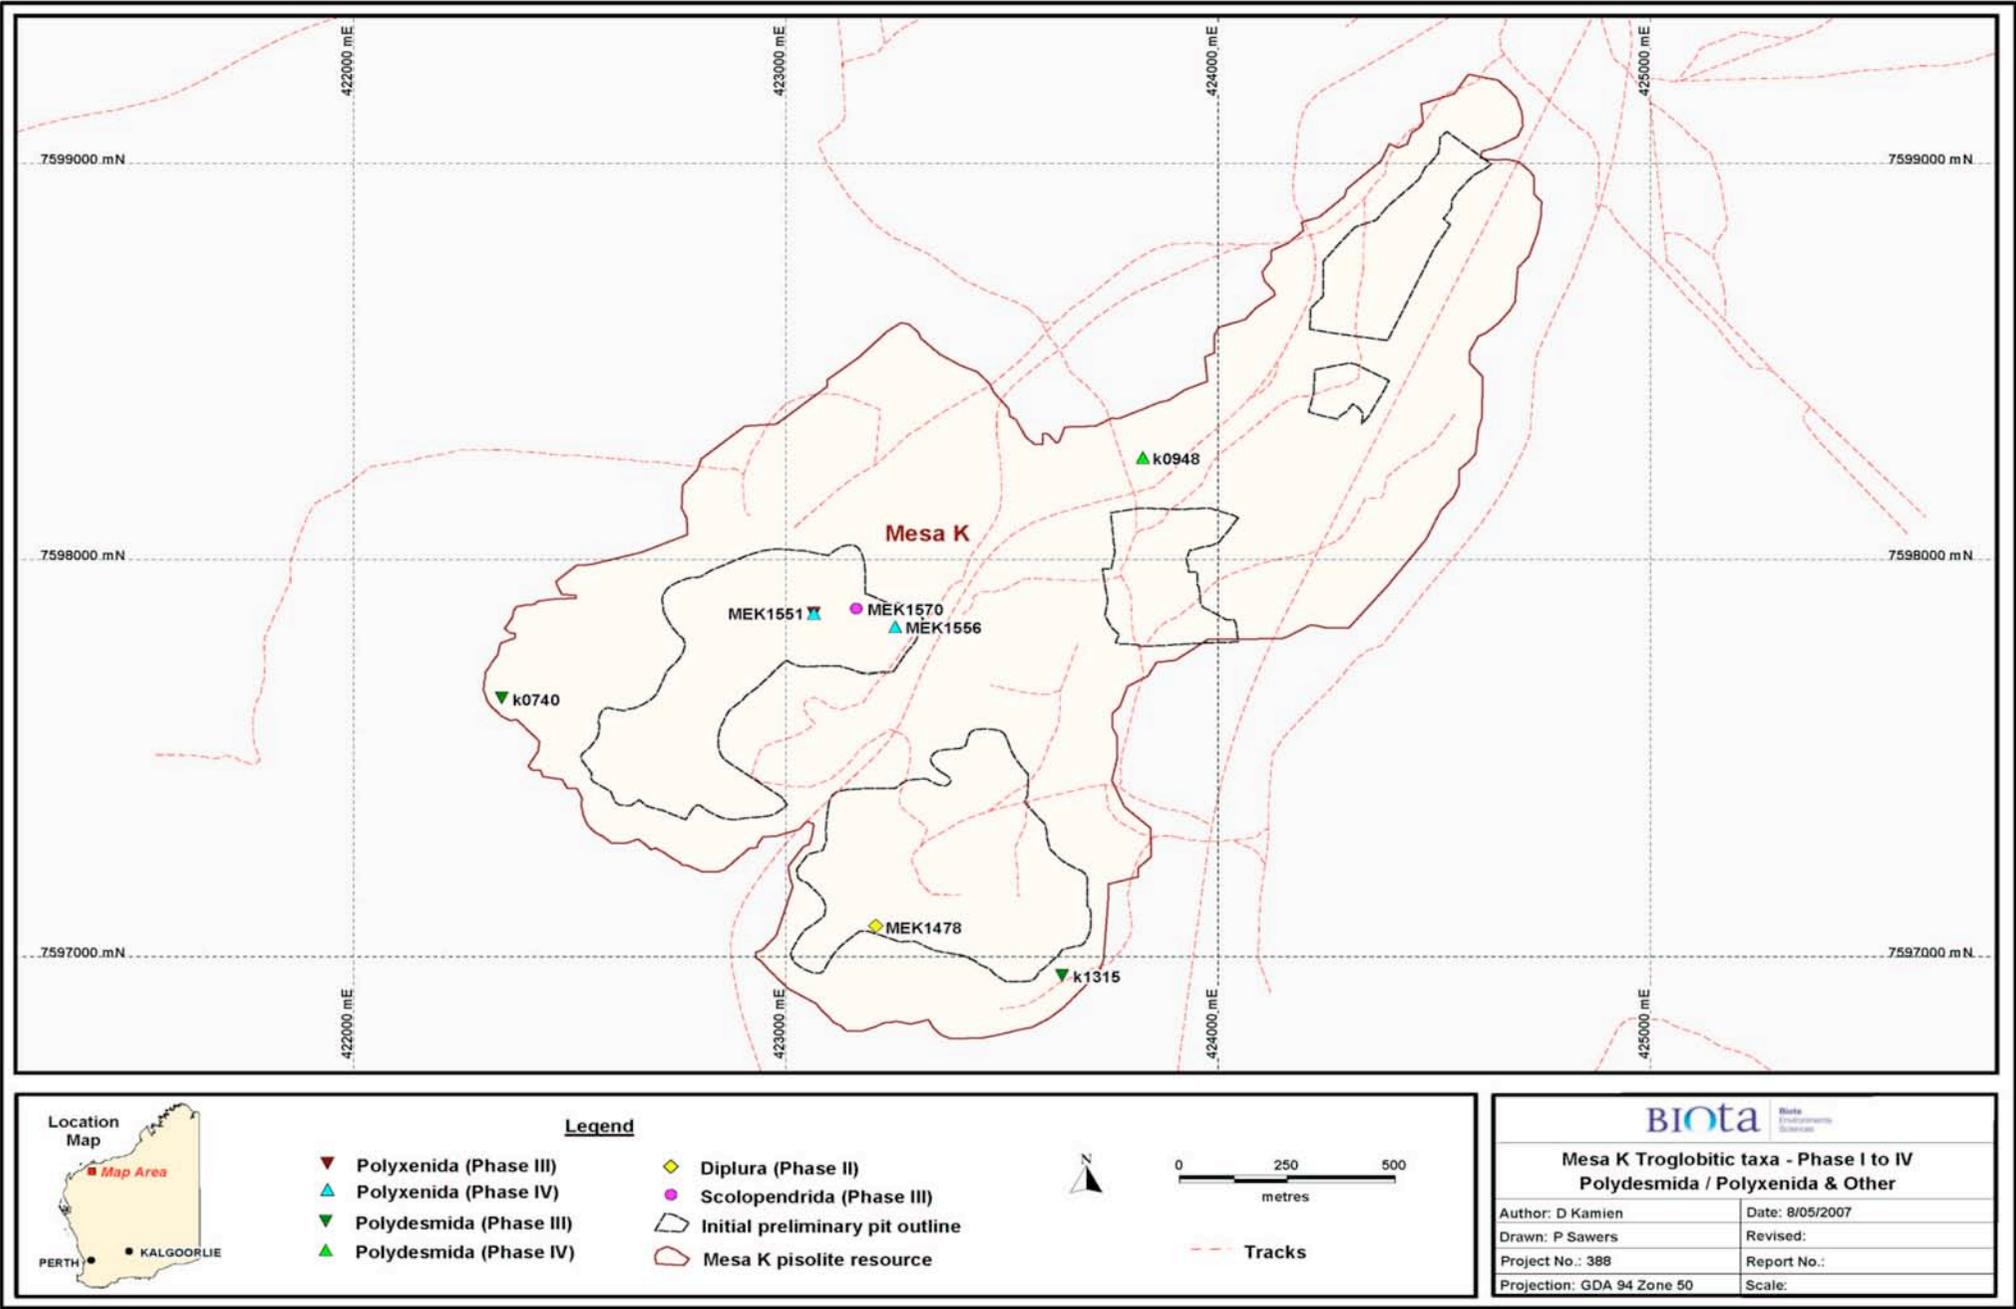 422000 mE
423000 mE
424000 mE
425000 mE
7599000 mN
7599000 mN
k0948
Mesa K
7598000 mN
7598000 mN
MEK1551
MEK1570
MEK1556
k0740
MEK1478
7597000 mN
7597000 mN
k1315
422000 mE
423000 mE
424000 mE
425000 mE
Location
Map
Map Area
KALGOORLIE
PERTH
Legend
Polyxenida (Phase III)
Polyxenida (Phase IV)
Polydesmida (Phase III)
Polydesmida (Phase IV)
Diplura (Phase II)
Scolopendrida (Phase III)
Initial preliminary pit outline
Mesa K pisolite resource
N
0 250 500
metres
Tracks
BIOta
Biota
Environmental
Sciences
Mesa K Troglobitic taxa - Phase I to IV
Polydesmida / Polyxenida & Other
Author: D Kamien
Date: 8/05/2007
Drawn: P Sawers
Revised:
Project No.: 388
Report No.:
Projection: GDA 94 Zone 50
Scale: